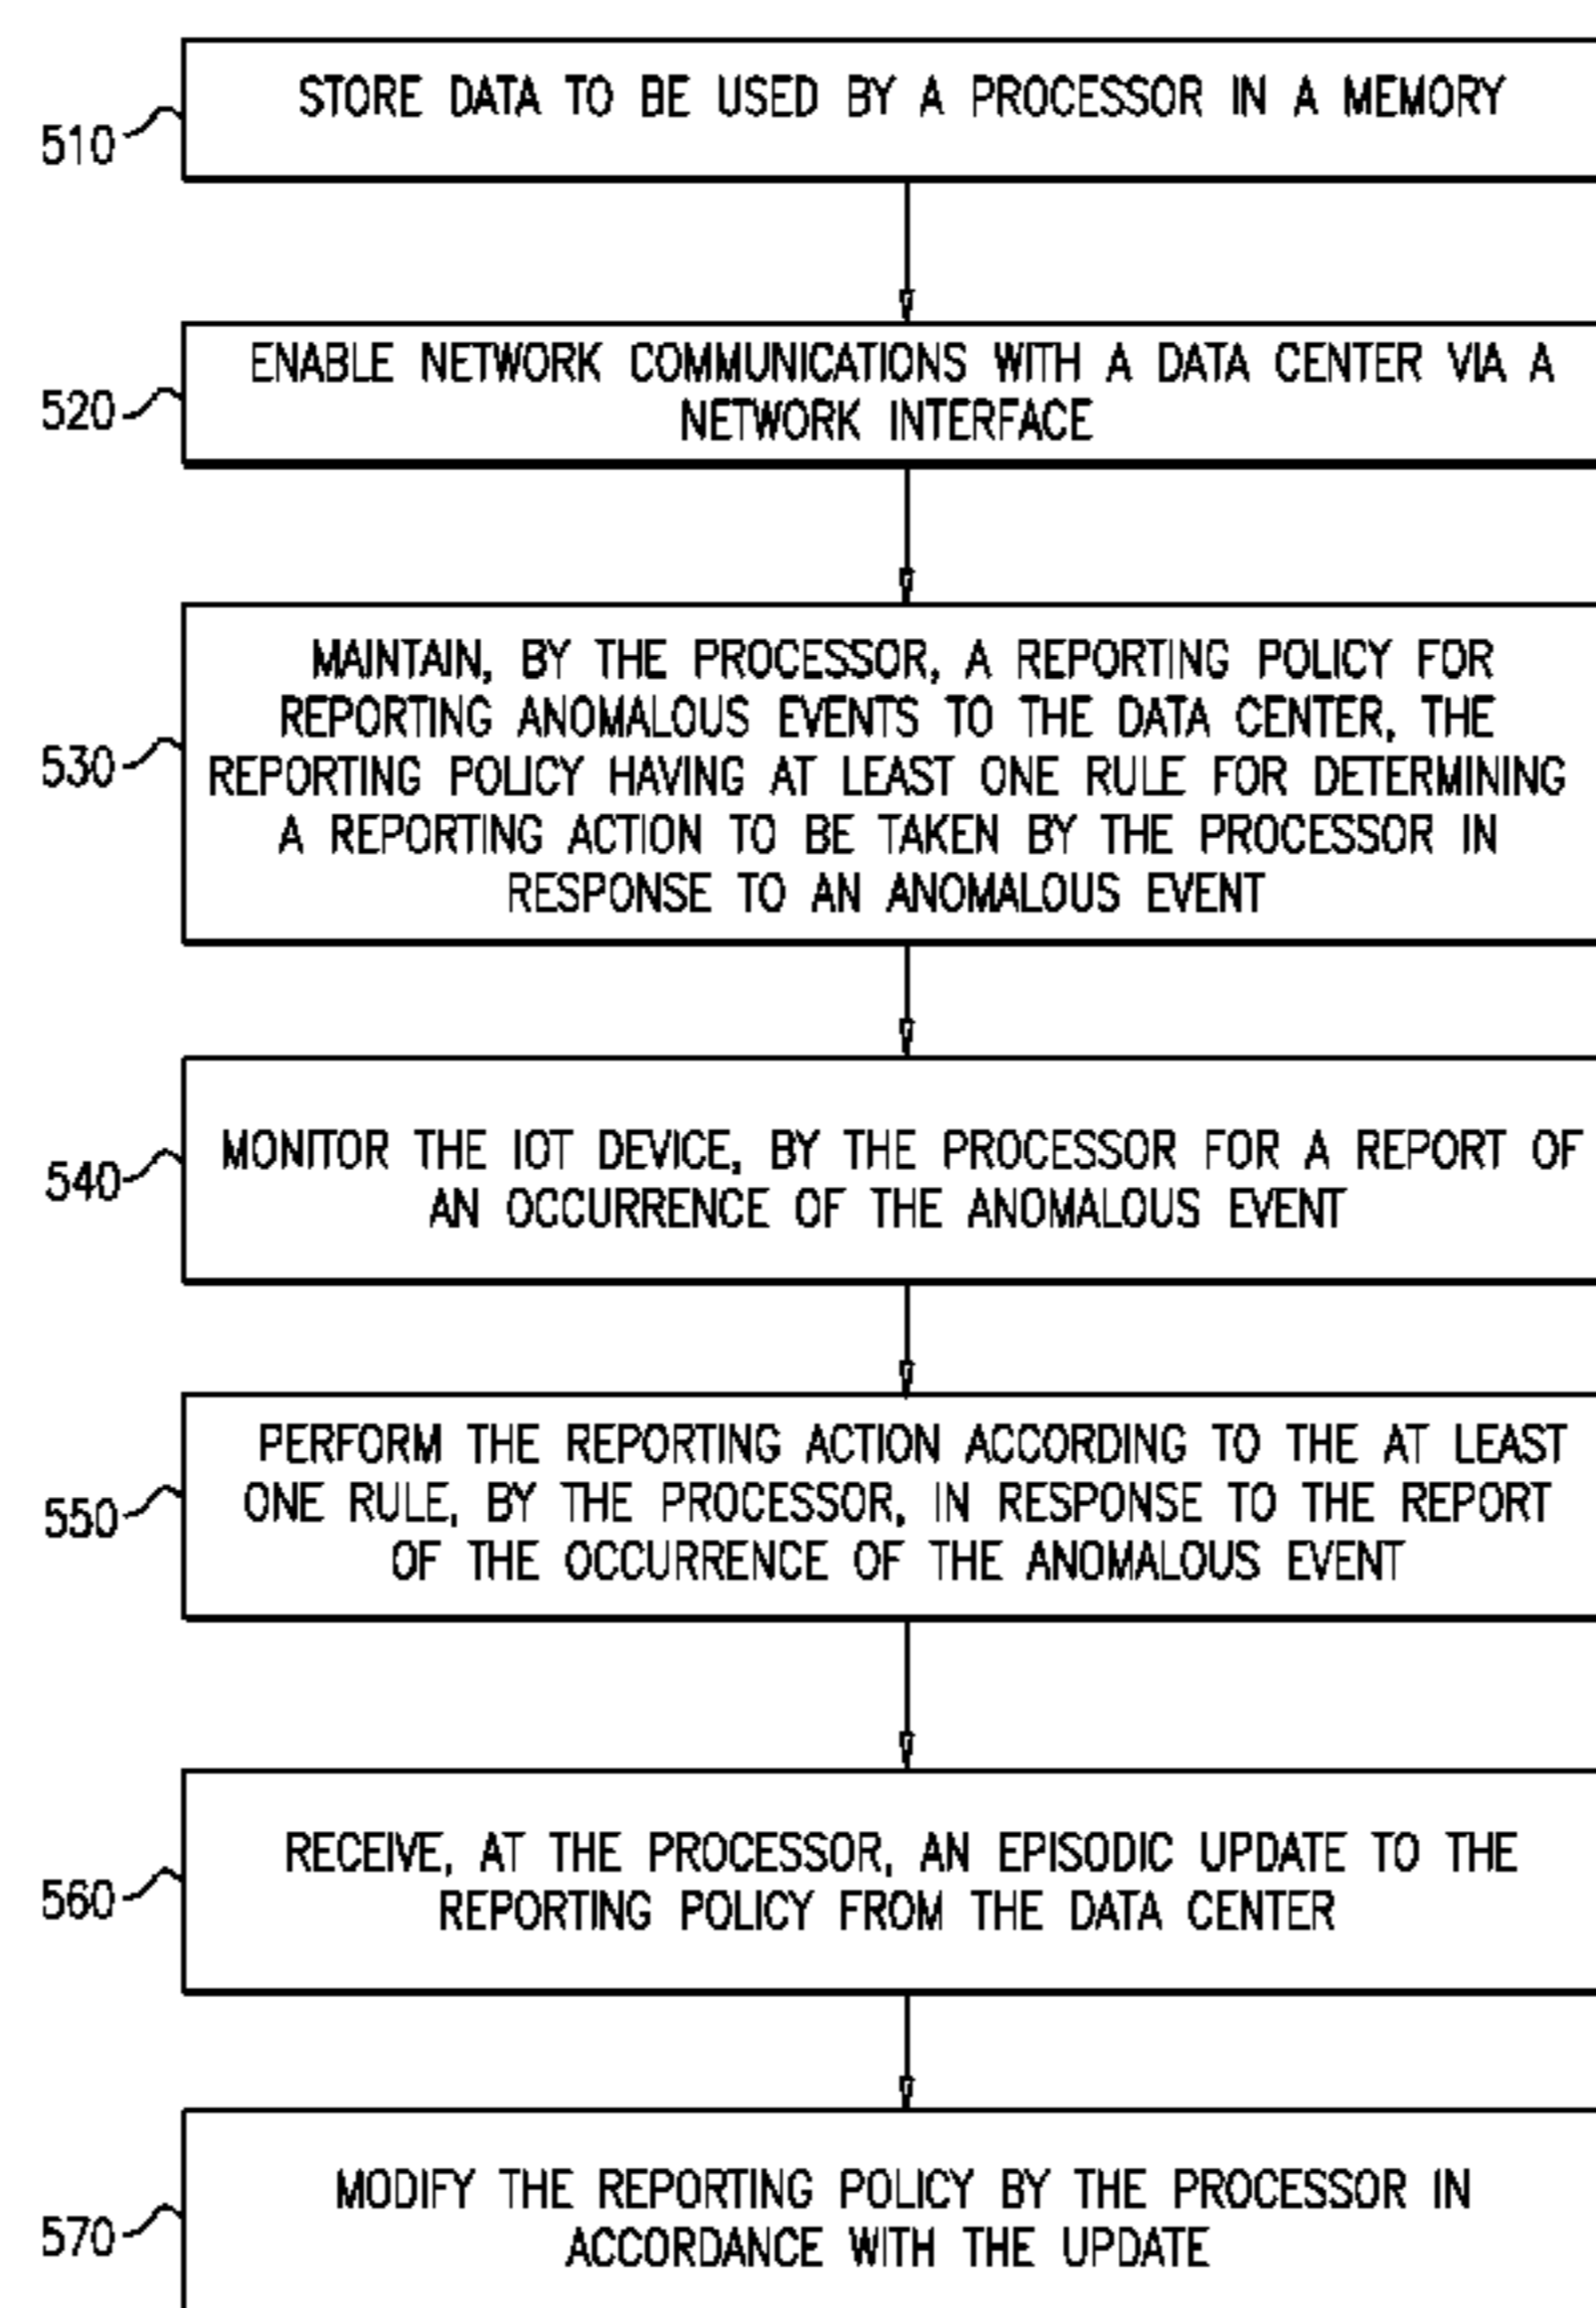 STORE DATA TO BE USED BY A PROCESSOR IN A MEMORY
510
ENABLE NETWORK COMMUNICATIONS WITH A DATA CENTER VIA A
NETWORK INTERFACE
520
MAINTAIN, BY THE PROCESSOR, A REPORTING POLICY FOR
REPORTING ANOMALOUS EVENTS TO THE DATA CENTER, THE
REPORTING POLICY HAVING AT LEAST ONE RULE FOR DETERMINING
A REPORTING ACTION TO BE TAKEN BY THE PROCESSOR IN
RESPONSE TO AN ANOMALOUS EVENT
530
MONITOR THE IOT DEVICE, BY THE PROCESSOR FOR A REPORT OF
AN OCCURRENCE OF THE ANOMALOUS EVENT
540
PERFORM THE REPORTING ACTION ACCORDING TO THE AT LEAST
ONE RULE, BY THE PROCESSOR, IN RESPONSE TO THE REPORT
OF THE OCCURRENCE OF THE ANOMALOUS EVENT
550
RECEIVE, AT THE PROCESSOR, AN EPISODIC UPDATE TO THE
REPORTING POLICY FROM THE DATA CENTER
560
MODIFY THE REPORTING POLICY BY THE PROCESSOR IN
ACCORDANCE WITH THE UPDATE
570